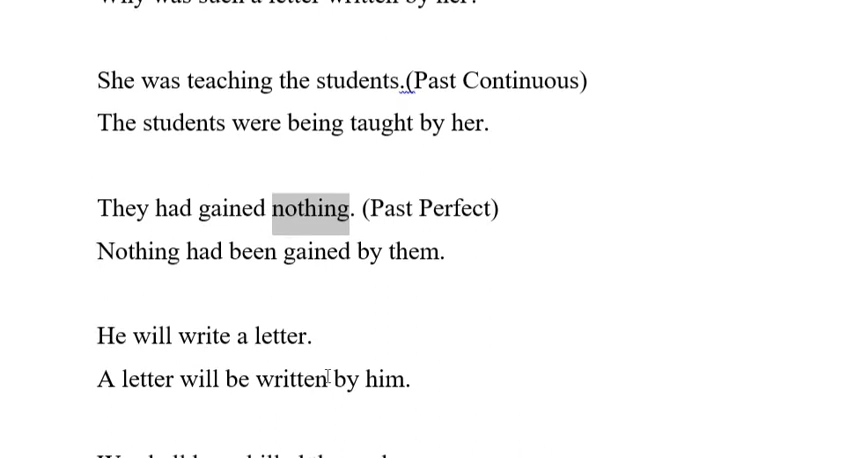 She was teaching the students.(Past Continuous)
The students were being taught by her.
They had gained nothing. (Past Perfect)
Nothing had been gained by them.
He will write a letter.
A letter will be written by him.